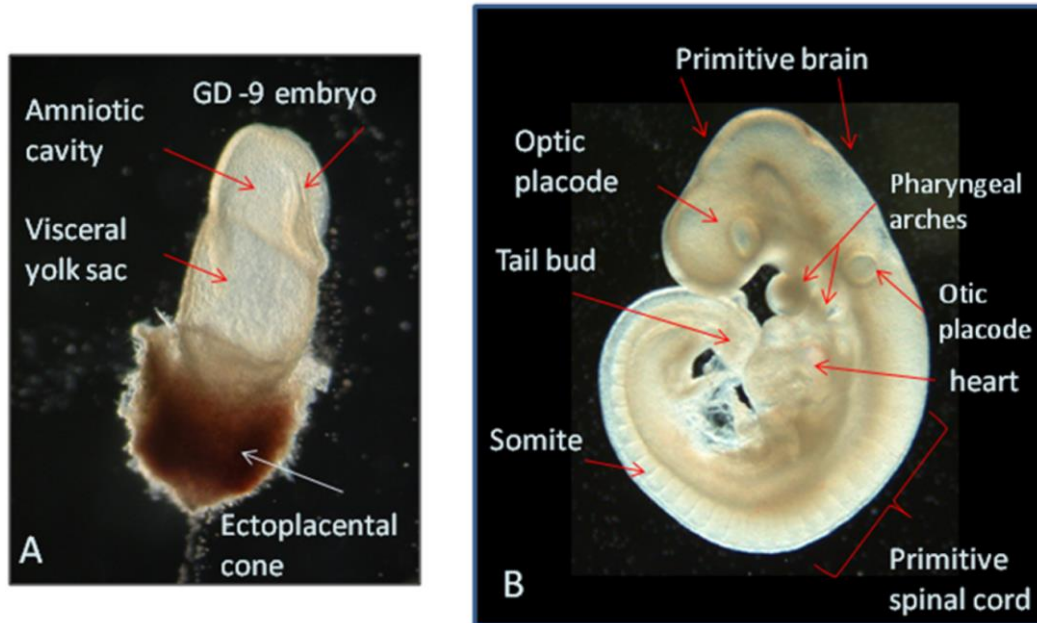 Amniotic
cavity
GD -9 embryo
Visceral
yolk sac
Ectoplacental
cone
A
Primitive brain
Optic
placode
Pharyngeal
arches
Tail bud
Otic
placode
heart
Somite
Primitive
spinal cord
B